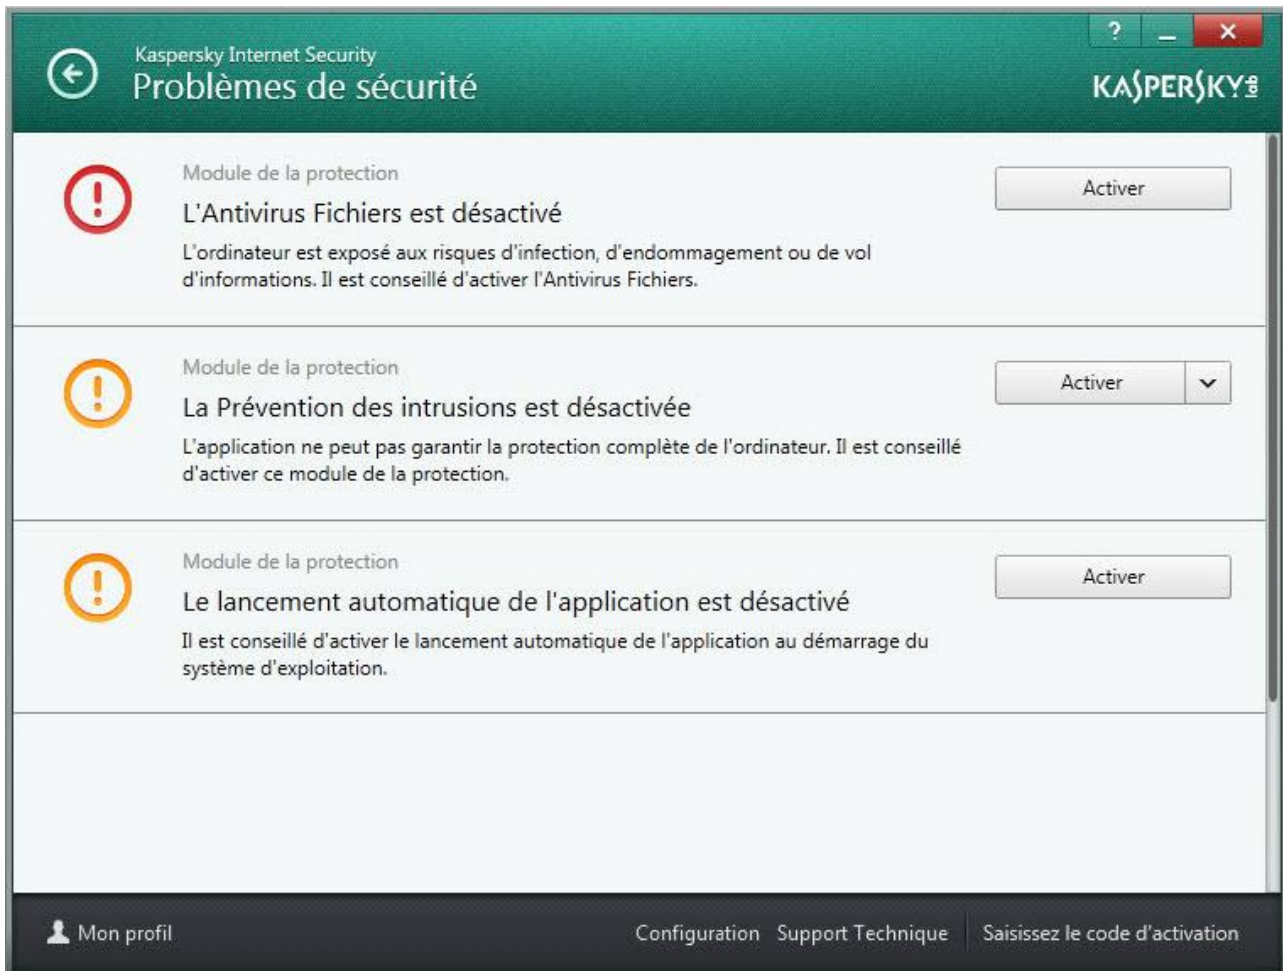 ?
Kaspersky Internet Security
Problèmes de sécurité
KASPERSKY lab
Module de la protection
L'Antivirus Fichiers est désactivé
L'ordinateur est exposé aux risques d'infection, d'endommagement ou de vol
d'informations. Il est conseillé d'activer l'Antivirus Fichiers.
Activer
Module de la protection
La Prévention des intrusions est désactivée
L'application ne peut pas garantir la protection complète de l'ordinateur. Il est conseillé
d'activer ce module de la protection.
Activer
Module de la protection
Le lancement automatique de l'application est désactivé
Il est conseillé d'activer le lancement automatique de l'application au démarrage du
système d'exploitation.
Activer
Mon profil
Configuration
Support Technique
Saisissez le code d'activation